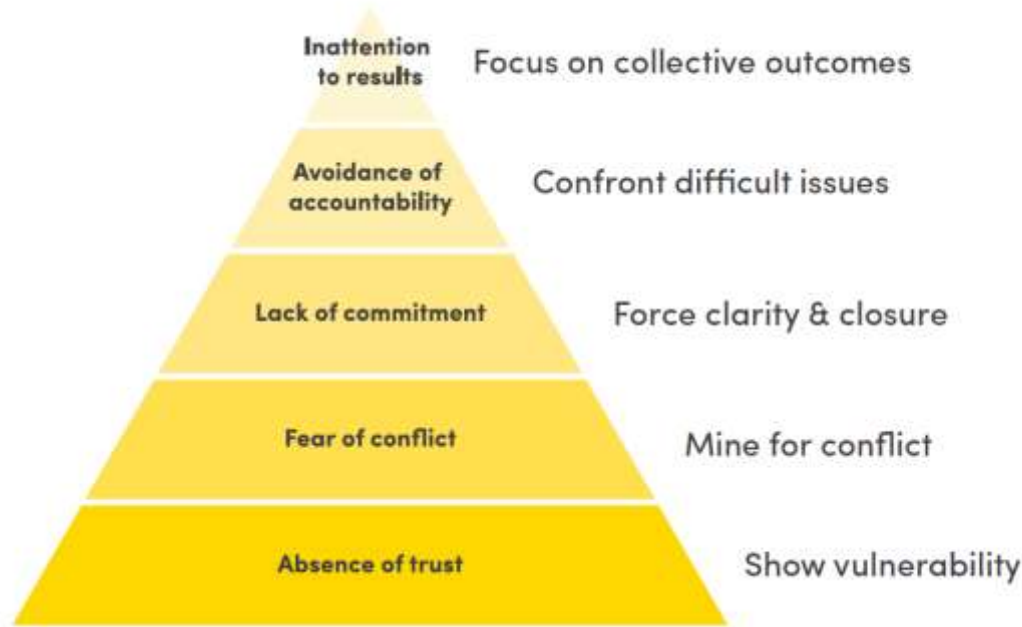 Inattention
to results
Focus on collective outcomes
Avoidance of
accountability
Confront difficult issues
Lack of commitment
Force clarity & closure
Fear of conflict
Mine for conflict
Absence of trust
Show vulnerability